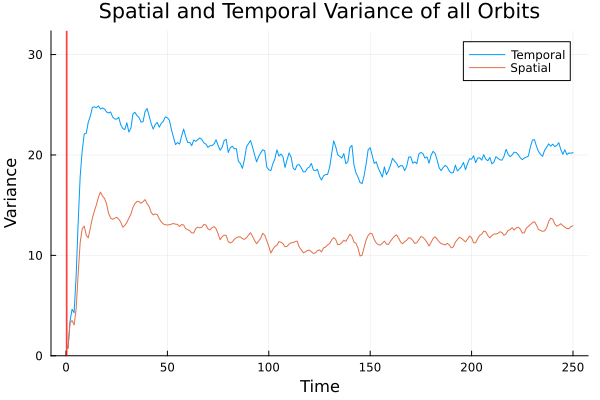 Spatial and Temporal Variance of all Orbits
Temporal
Spatial
Variance
30
20
10
0
0 50 100 150 200 250
Time